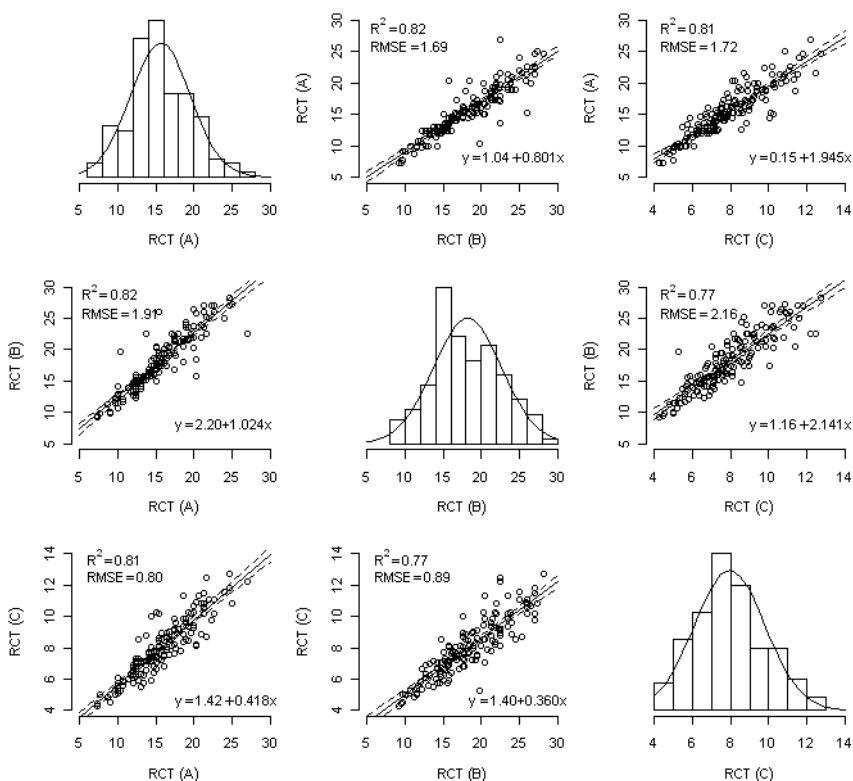 R²=0.82
RMSE=1.69
RCT (A)
30
25
20
15
10
5
y=1.04+0.801x
R²=0.81
RMSE=1.72
RCT (A)
30
25
20
15
10
5
y=0.15+1.945x
5 10 15 20 25 30
RCT (A)
5 10 15 20 25 30
RCT (B)
4 6 8 10 12 14
RCT (C)
R²=0.82
RMSE=1.91
RCT (B)
30
25
20
15
10
5
y=2.20+1.024x
R²=0.77
RMSE=2.16
RCT (B)
30
25
20
15
10
5
y=1.16+2.141x
5 10 15 20 25 30
RCT (A)
5 10 15 20 25 30
RCT (B)
4 6 8 10 12 14
RCT (C)
R²=0.81
RMSE=0.80
RCT (C)
14
12
10
8
6
4
y=1.42+0.418x
R²=0.77
RMSE=0.89
RCT (C)
14
12
10
8
6
4
y=1.40+0.360x
5 10 15 20 25 30
RCT (A)
5 10 15 20 25 30
RCT (B)
4 6 8 10 12 14
RCT (C)